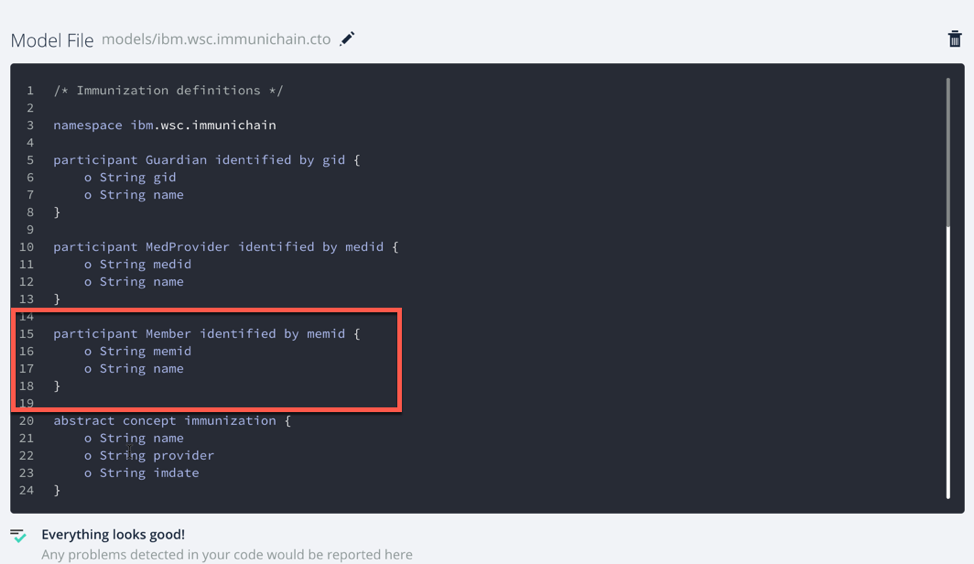 Model File models/ibm.wsc.immunichain.cto
1 /* Immunization definitions */
2
3 namespace ibm.wsc.immunichain
4
5 participant Guardian identified by gid {
6 o String gid
7 o String name
8 }
9
10 participant MedProvider identified by medid {
11 o String medid
12 o String name
13 }
14
15 participant Member identified by memid {
16 o String memid
17 o String name
18 }
19
20 abstract concept immunization {
21 o String name
22 o String provider
23 o String imdate
24 }
Everything looks good!
Any problems detected in your code would be reported here